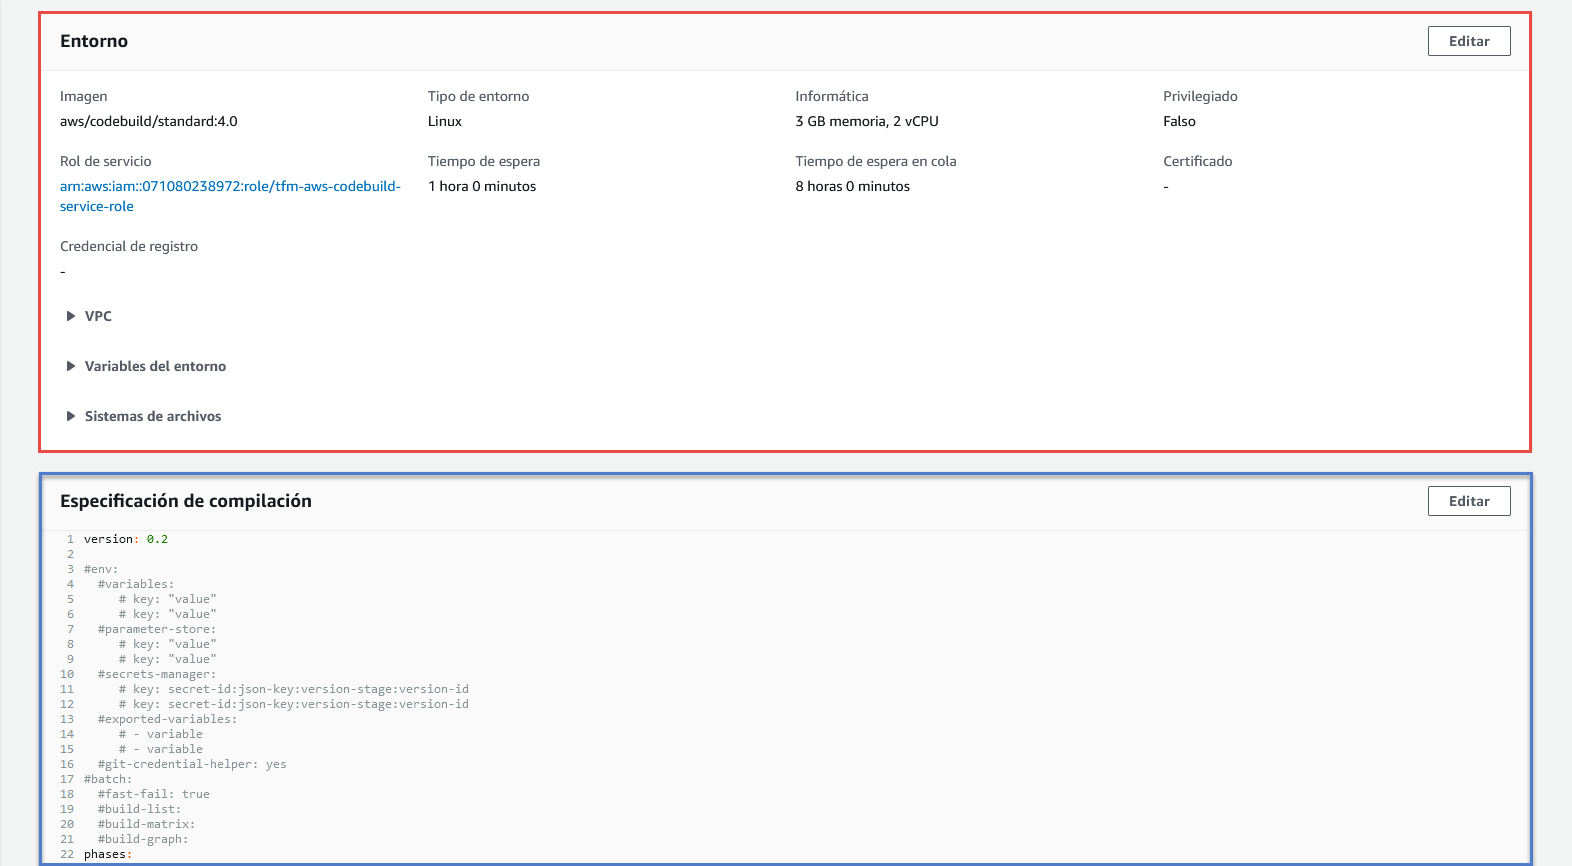 Entorno
Editar
Imagen
Tipo de entorno
Informática
Privilegiado
aws/codebuild/standard:4.0
Linux
3 GB memoria, 2 vCPU
Falso
Rol de servicio
Tiempo de espera
Tiempo de espera en cola
Certificado
arn:aws:iam::071080238972:role/tfm-aws-codebuild-
service-role
1 hora 0 minutos
8 horas 0 minutos
-
Credencial de registro
-
VPC
Variables del entorno
Sistemas de archivos
Especificación de compilación
Editar
1 version: 0.2
2
3 #env:
4   #variables:
5      # key: "value"
6      # key: "value"
7   #parameter-store:
8      # key: "value"
9      # key: "value"
10   #secrets-manager:
11      # key: secret-id:json-key:version-stage:version-id
12      # key: secret-id:json-key:version-stage:version-id
13   #exported-variables:
14      # - variable
15      # - variable
16   #git-credential-helper: yes
17 #batch:
18   #fast-fail: true
19   #build-list:
20   #build-matrix:
21   #build-graph:
22 phases: